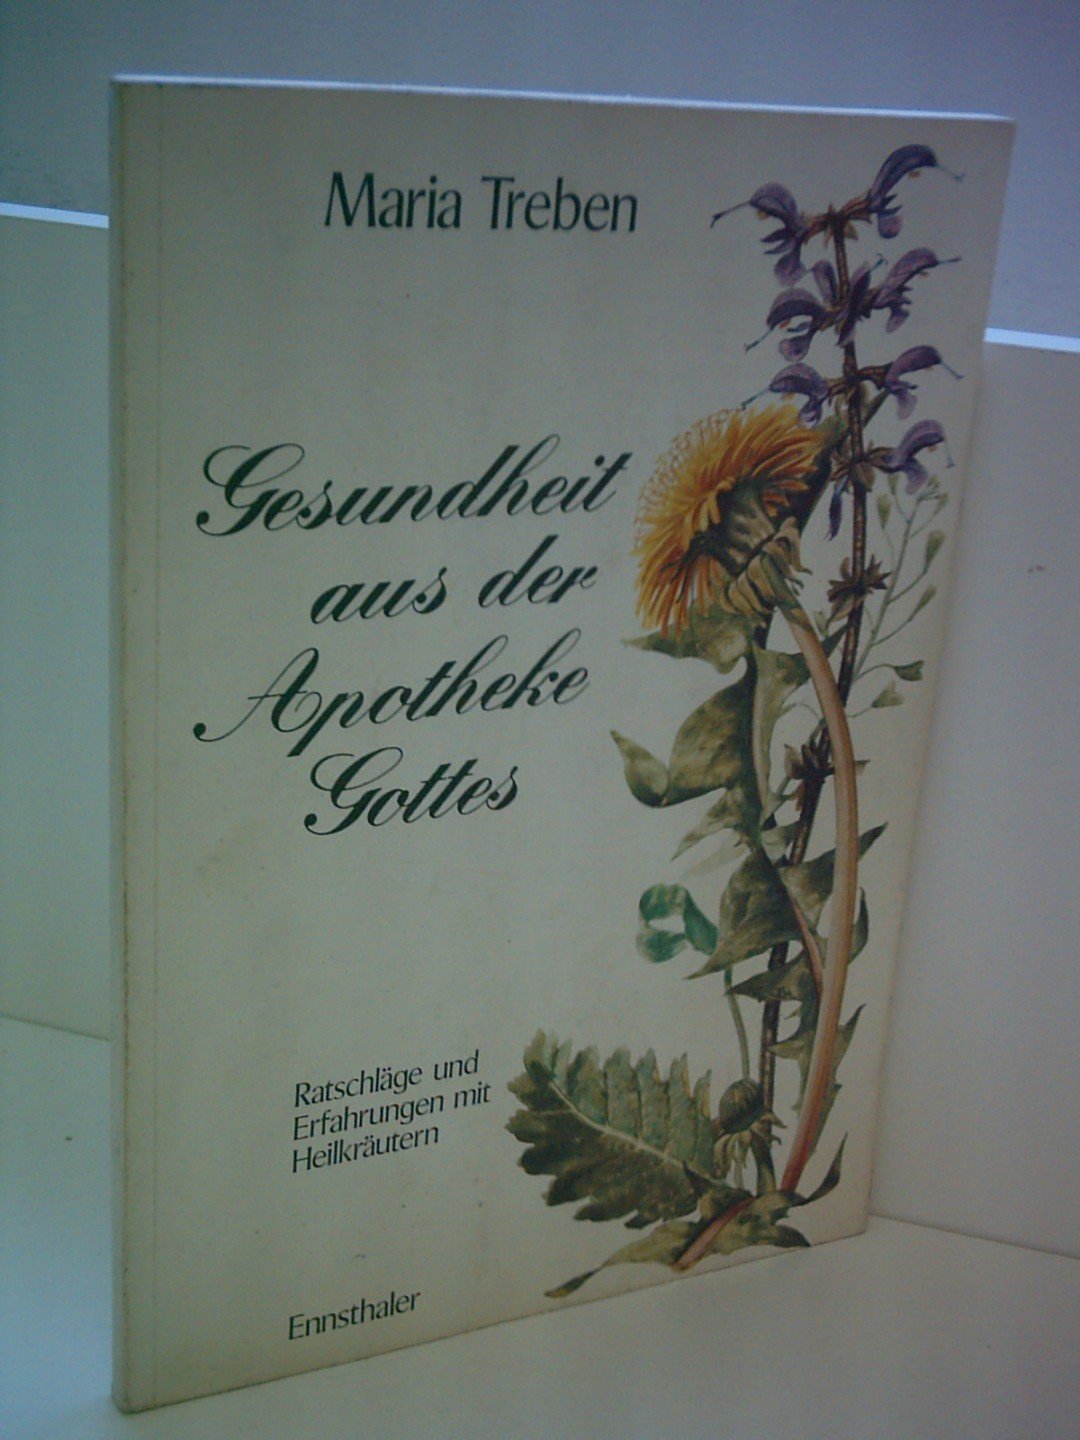 Maria Treben
Gesundheit
aus der
Apotheke
Gottes
Ratschläge und
Erfahrungen mit
Heilkräutern
Ennsthaler